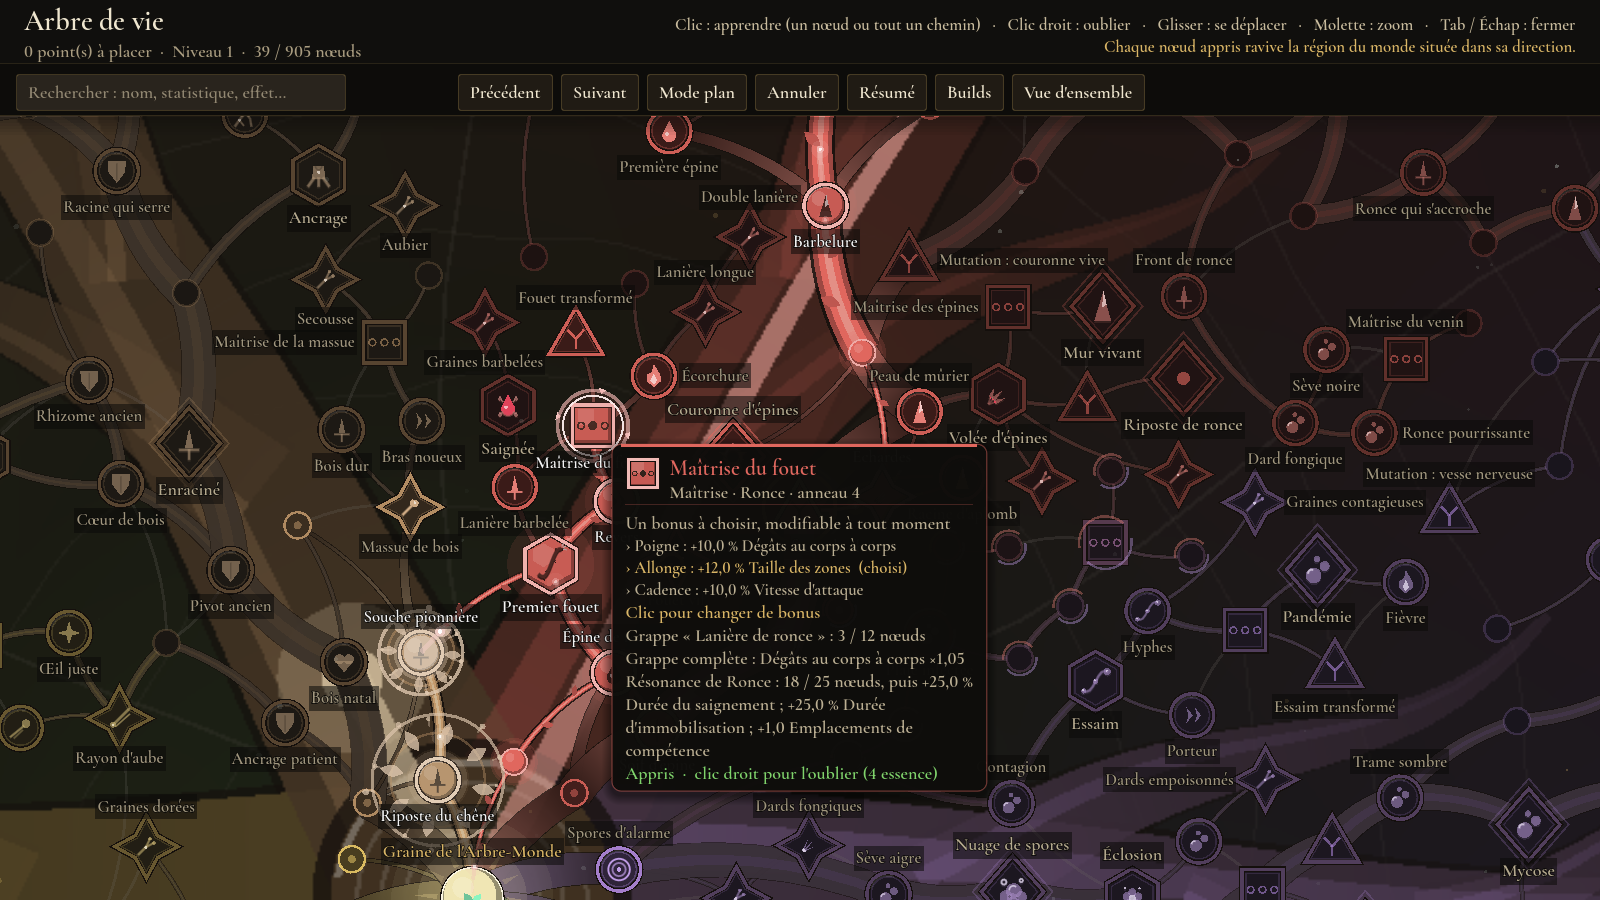 Arbre de vie
0 point(s) à placer · Niveau 1 · 39 / 905 nœuds
Clic : apprendre (un nœud ou tout un chemin) · Clic droit : oublier · Glisser : se déplacer · Molette : zoom · Tab / Échap : fermer
Chaque nœud appris ravive la région du monde située dans sa direction.
Rechercher : nom, statistique, effet...
Précédent
Suivant
Mode plan
Annuler
Résumé
Builds
Vue d'ensemble
Première épine
Racine qui serre
Ancrage
Double lanière
Ronce qui s'accroche
Aubier
Barbelure
Lanière longue
Mutation : couronne vive
Front de ronce
Fouet transformé
Secousse
Maîtrise des épines
Maîtrise du venin
Maîtrise de la massue
Graines barbelées
Mur vivant
Écorchure
Peau de mûrier
Sève noire
Rhizome ancien
Couronne d'épines
Riposte de ronce
Ronce pourrissante
Saignée
Volée d'épines
Bras noueux
Bois dur
Maîtrise du
Dard fongique
Mutation : vesse nerveuse
Enraciné
Graines contagieuses
Cœur de bois
Lanière barbelée
Massue de bois
Re
omb
Maîtrise du fouet
Maîtrise · Ronce · anneau 4
Un bonus à choisir, modifiable à tout moment
› Poigne : +10,0 % Dégâts au corps à corps
› Allonge : +12,0 % Taille des zones (choisi)
› Cadence : +10,0 % Vitesse d'attaque
Clic pour changer de bonus
Grappe « Lanière de ronce » : 3 / 12 nœuds
Grappe complète : Dégâts au corps à corps ×1,05
Résonance de Ronce : 18 / 25 nœuds, puis +25,0 %
Durée du saignement ; +25,0 % Durée
d'immobilisation ; +1,0 Emplacements de
compétence
Appris · clic droit pour l'oublier (4 essence)
Pivot ancien
Premier fouet
Souche pionnière
Pandémie
Fièvre
Épine d
Hyphes
Œil juste
Bois natal
Essaim transformé
Essaim
Rayon d'aube
Ancrage patient
Porteur
ontagion
Dards empoisonnés
Trame sombre
Graines dorées
Riposte du chêne
Dards fongiques
Spores d'alarme
Nuage de spores
Graine de l'Arbre-Monde
Sève aigre
Éclosion
Mycose